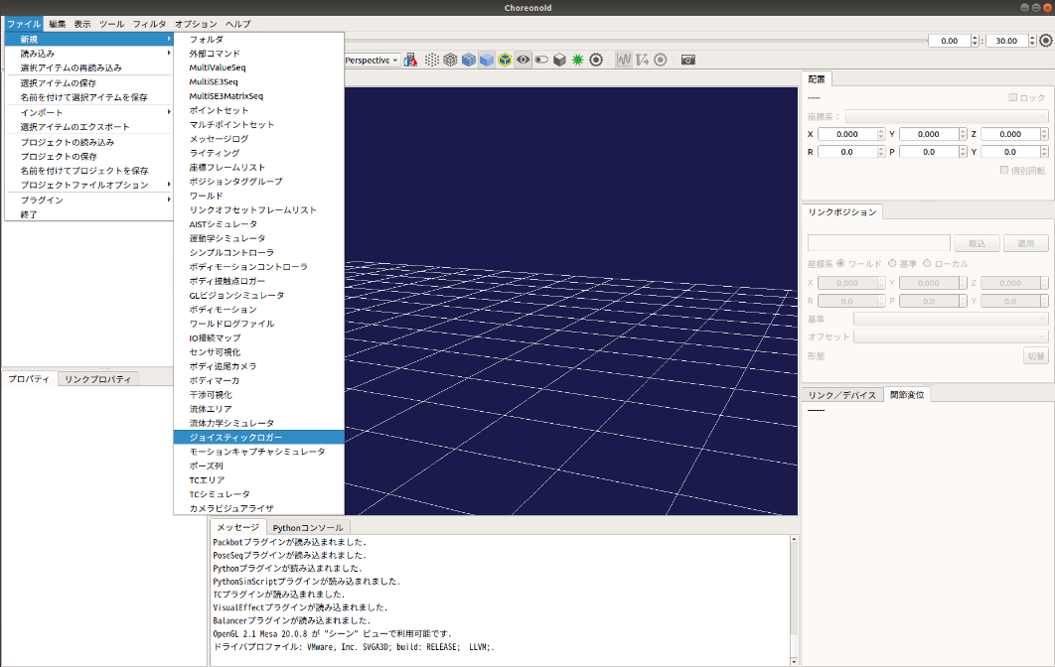 Choreonoid
ファイル 編集 表示 ツール フィルタ オプション ヘルプ
新規
読み込み
選択アイテムの再読み込み
選択アイテムの保存
名前を付けて選択アイテムを保存
インポート
選択アイテムのエクスポート
プロジェクトの読み込み
プロジェクトの保存
名前を付けてプロジェクトを保存
プロジェクトファイルオプション
プラグイン
終了
フォルダ
外部コマンド
MultiValueSeq
MultiSE3Seq
MultiSE3MatrixSeq
ポイントセット
マルチポイントセット
メッセージログ
ライティング
座標フレームリスト
ポジションタググループ
ワールド
リンクオフセットフレームリスト
AISTシミュレータ
運動学シミュレータ
シンプルコントローラ
ボディモーションコントローラ
ボディ接触点ロガー
GLビジョンシミュレータ
ボディモーション
ワールドログファイル
IO接続マップ
センサ可視化
ボディ追尾カメラ
ボディマーカ
干渉可視化
流体エリア
流体力学シミュレータ
ジョイスティックロガー
モーションキャプチャシミュレータ
ポーズ列
TCエリア
TCシミュレータ
カメラビジュアライザ
Perspective
0.00 : 30.00
配置
----
ロック
座標系：
X 0.000 Y 0.000 Z 0.000
R 0.0 P 0.0 Y 0.0
個別回転
リンクポジション
取込 適用
座標系 ワールド 基準 ローカル
X 0.000 Y 0.000 Z 0.000
R 0.0 P 0.0 Y 0.0
基準
オフセット
形態 切替
リンク／デバイス 関節変位
------
プロパティ リンクプロパティ
メッセージ Pythonコンソール
Packbotプラグインが読み込まれました.
PoseSeqプラグインが読み込まれました.
Pythonプラグインが読み込まれました.
PythonSimScriptプラグインが読み込まれました.
TCプラグインが読み込まれました.
VisualEffectプラグインが読み込まれました.
Balancerプラグインが読み込まれました.
OpenGL 2.1 Mesa 20.0.8 が "シーン" ビューで利用可能です.
ドライバプロファイル: VMware, Inc. SVGA3D; build: RELEASE; LLVM;.